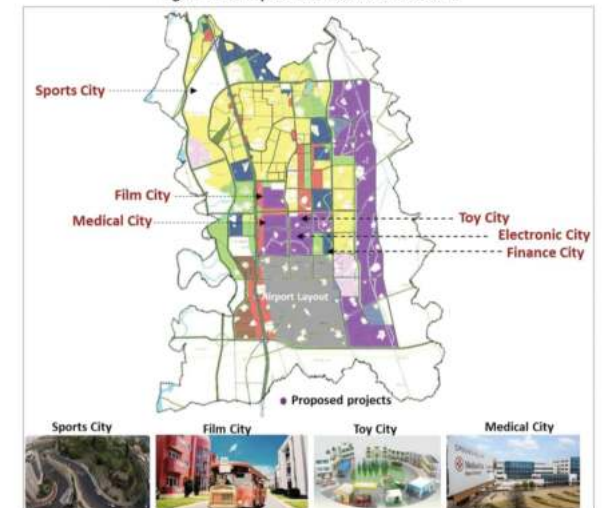 Sports City
Film City
Medical City
Toy City
Electronic City
Finance City
Airport Layout
Proposed projects
Sports City
Film City
Toy City
Medical City